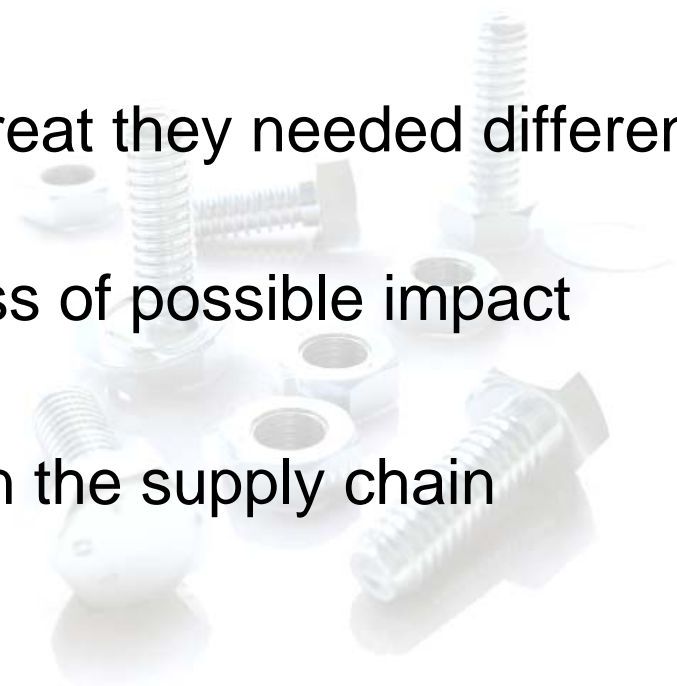 reat they needed differen
ss of possible impact
n the supply chain